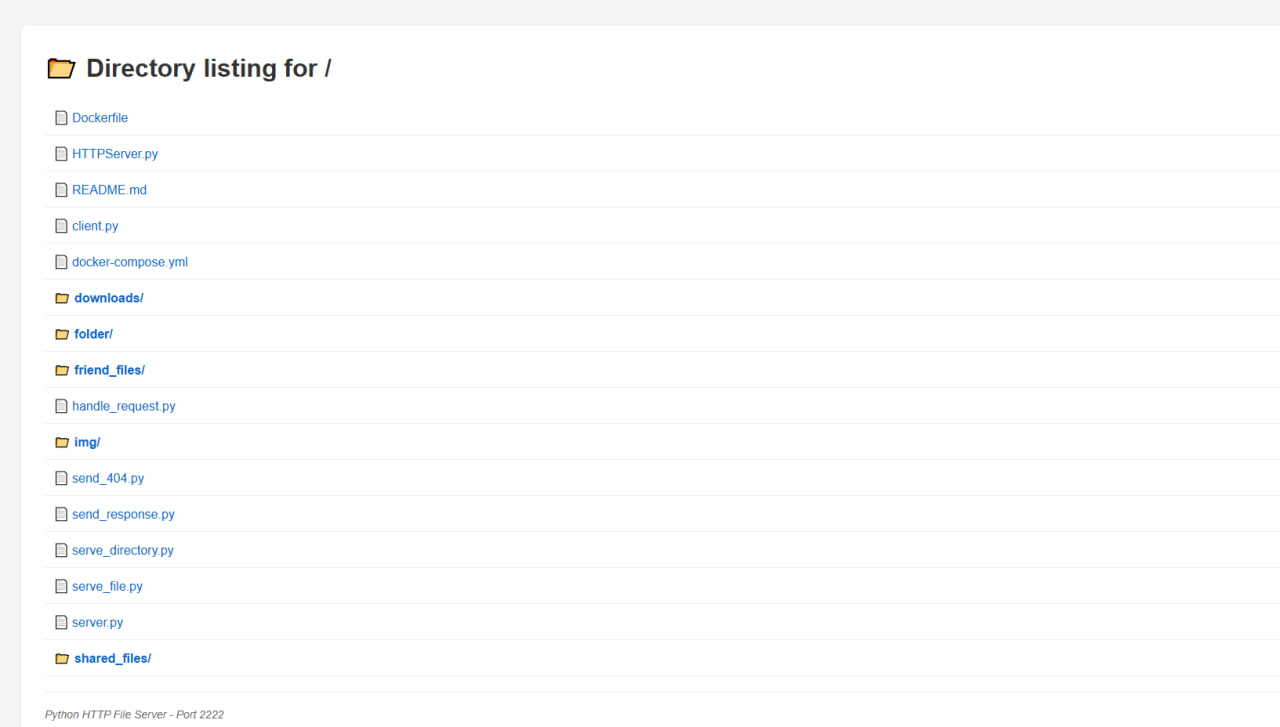 Directory listing for /
Dockerfile
HTTPServer.py
README.md
client.py
docker-compose.yml
downloads/
folder/
friend_files/
handle_request.py
img/
send_404.py
send_response.py
serve_directory.py
serve_file.py
server.py
shared_files/
Python HTTP File Server - Port 2222